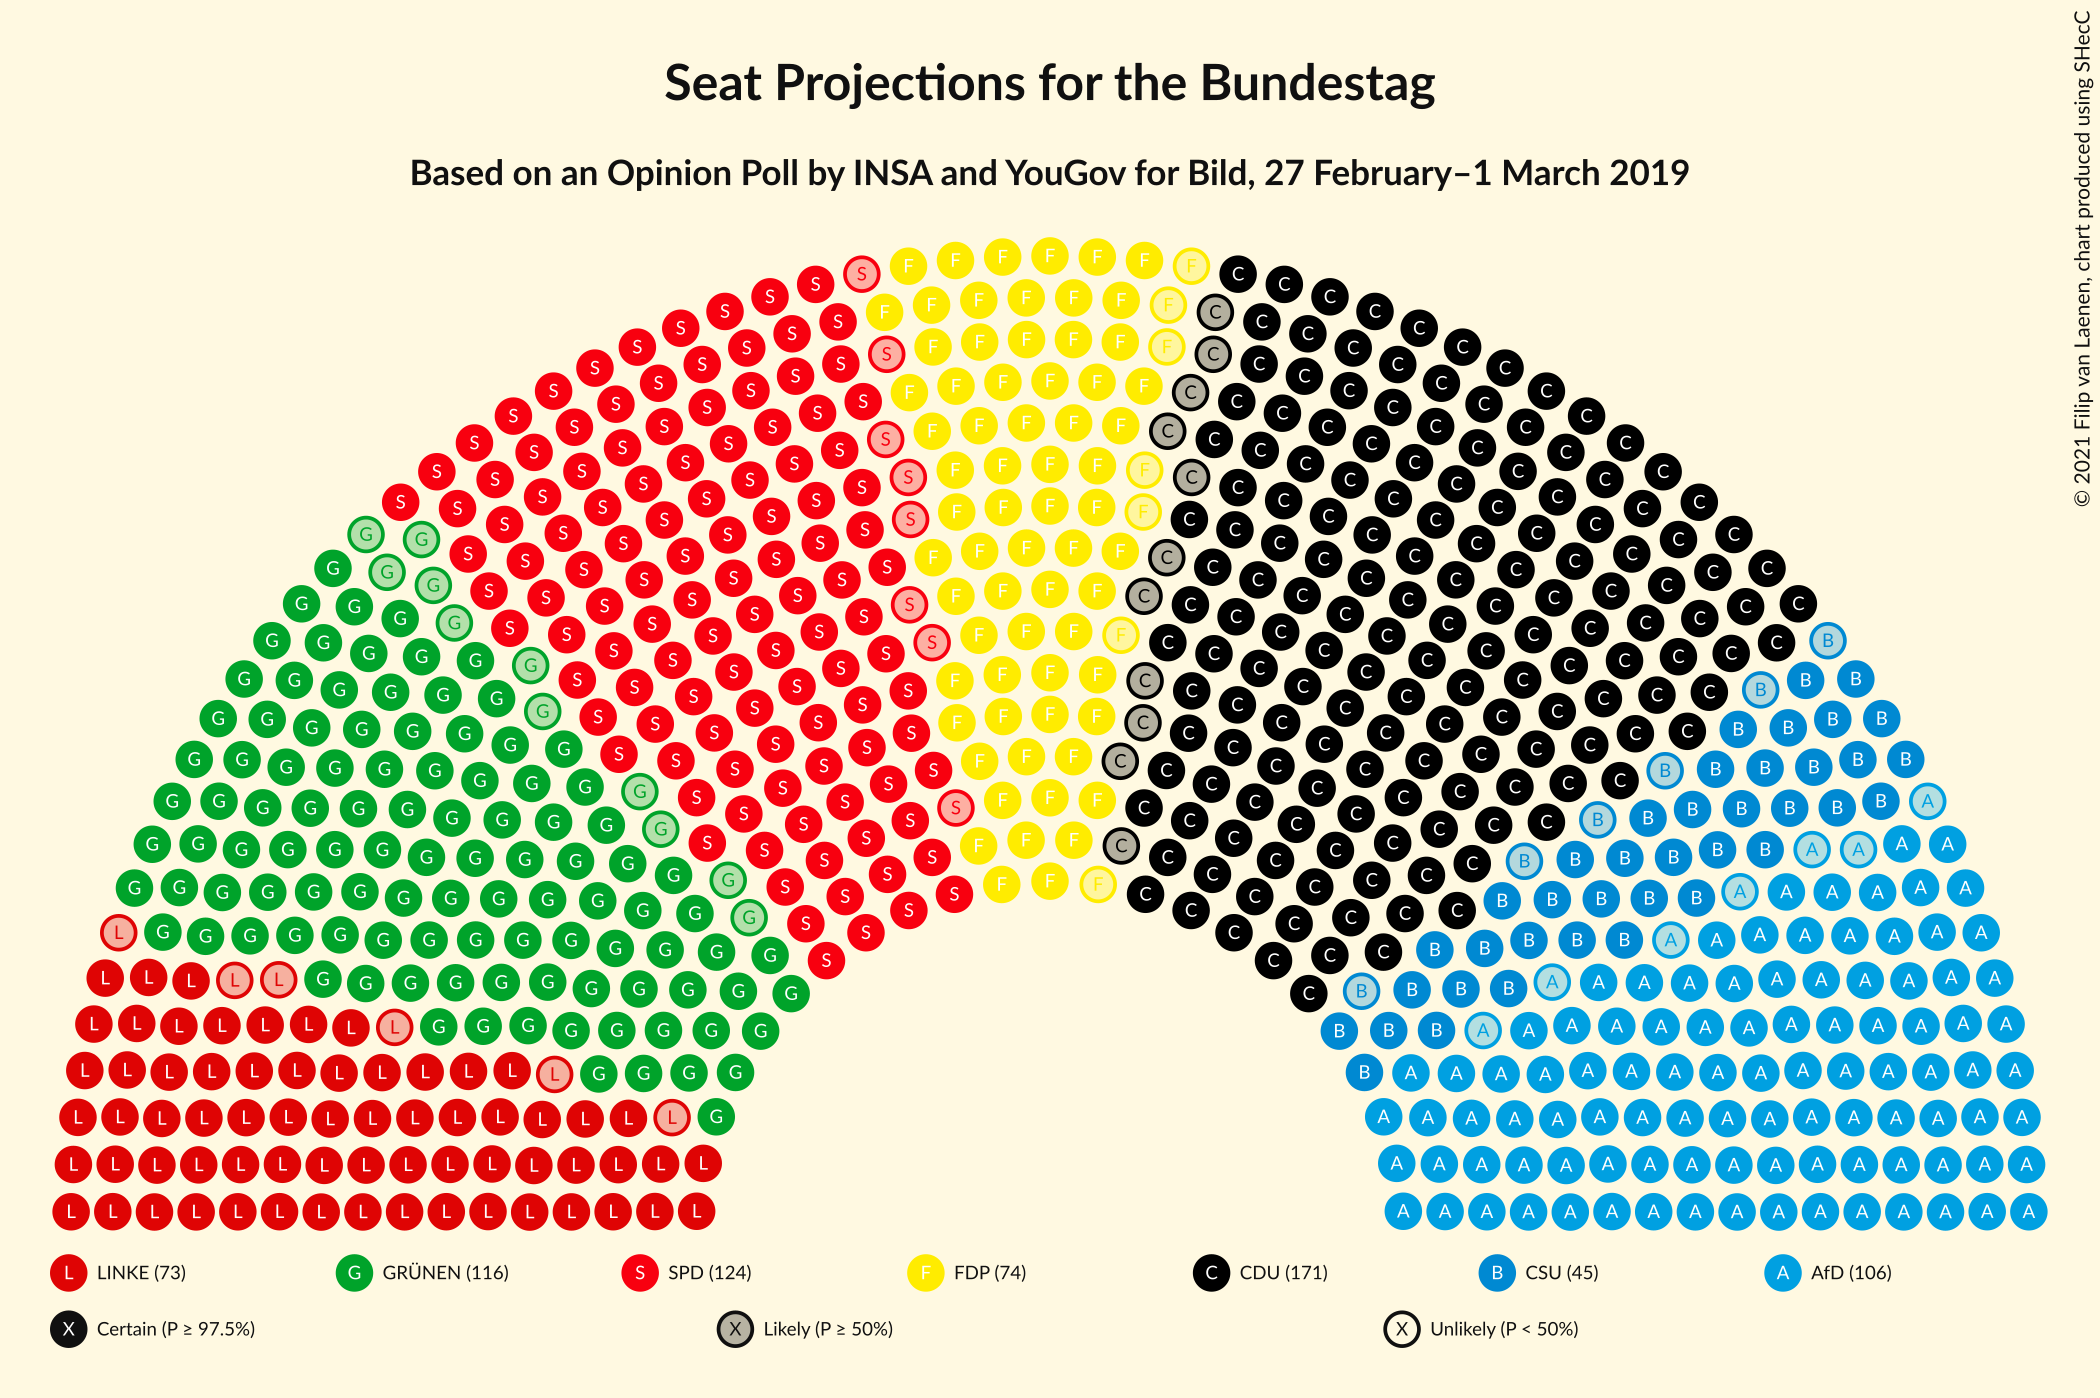 Seat Projections for the Bundestag
Based on an Opinion Poll by INSA and YouGov for Bild, 27 February–1 March 2019
© 2021 Filip van Laenen, chart produced using SHecC
L LINKE (73) G GRÜNEN (116) S SPD (124) F FDP (74) C CDU (171) B CSU (45) A AfD (106)
X Certain (P ≥ 97.5%) X Likely (P ≥ 50%) X Unlikely (P < 50%)